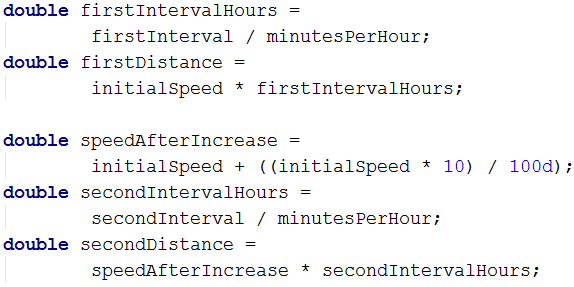 double firstIntervalHours =
        firstInterval / minutesPerHour;
double firstDistance =
        initialSpeed * firstIntervalHours;

double speedAfterIncrease =
        initialSpeed + ((initialSpeed * 10) / 100d);
double secondIntervalHours =
        secondInterval / minutesPerHour;
double secondDistance =
        speedAfterIncrease * secondIntervalHours;